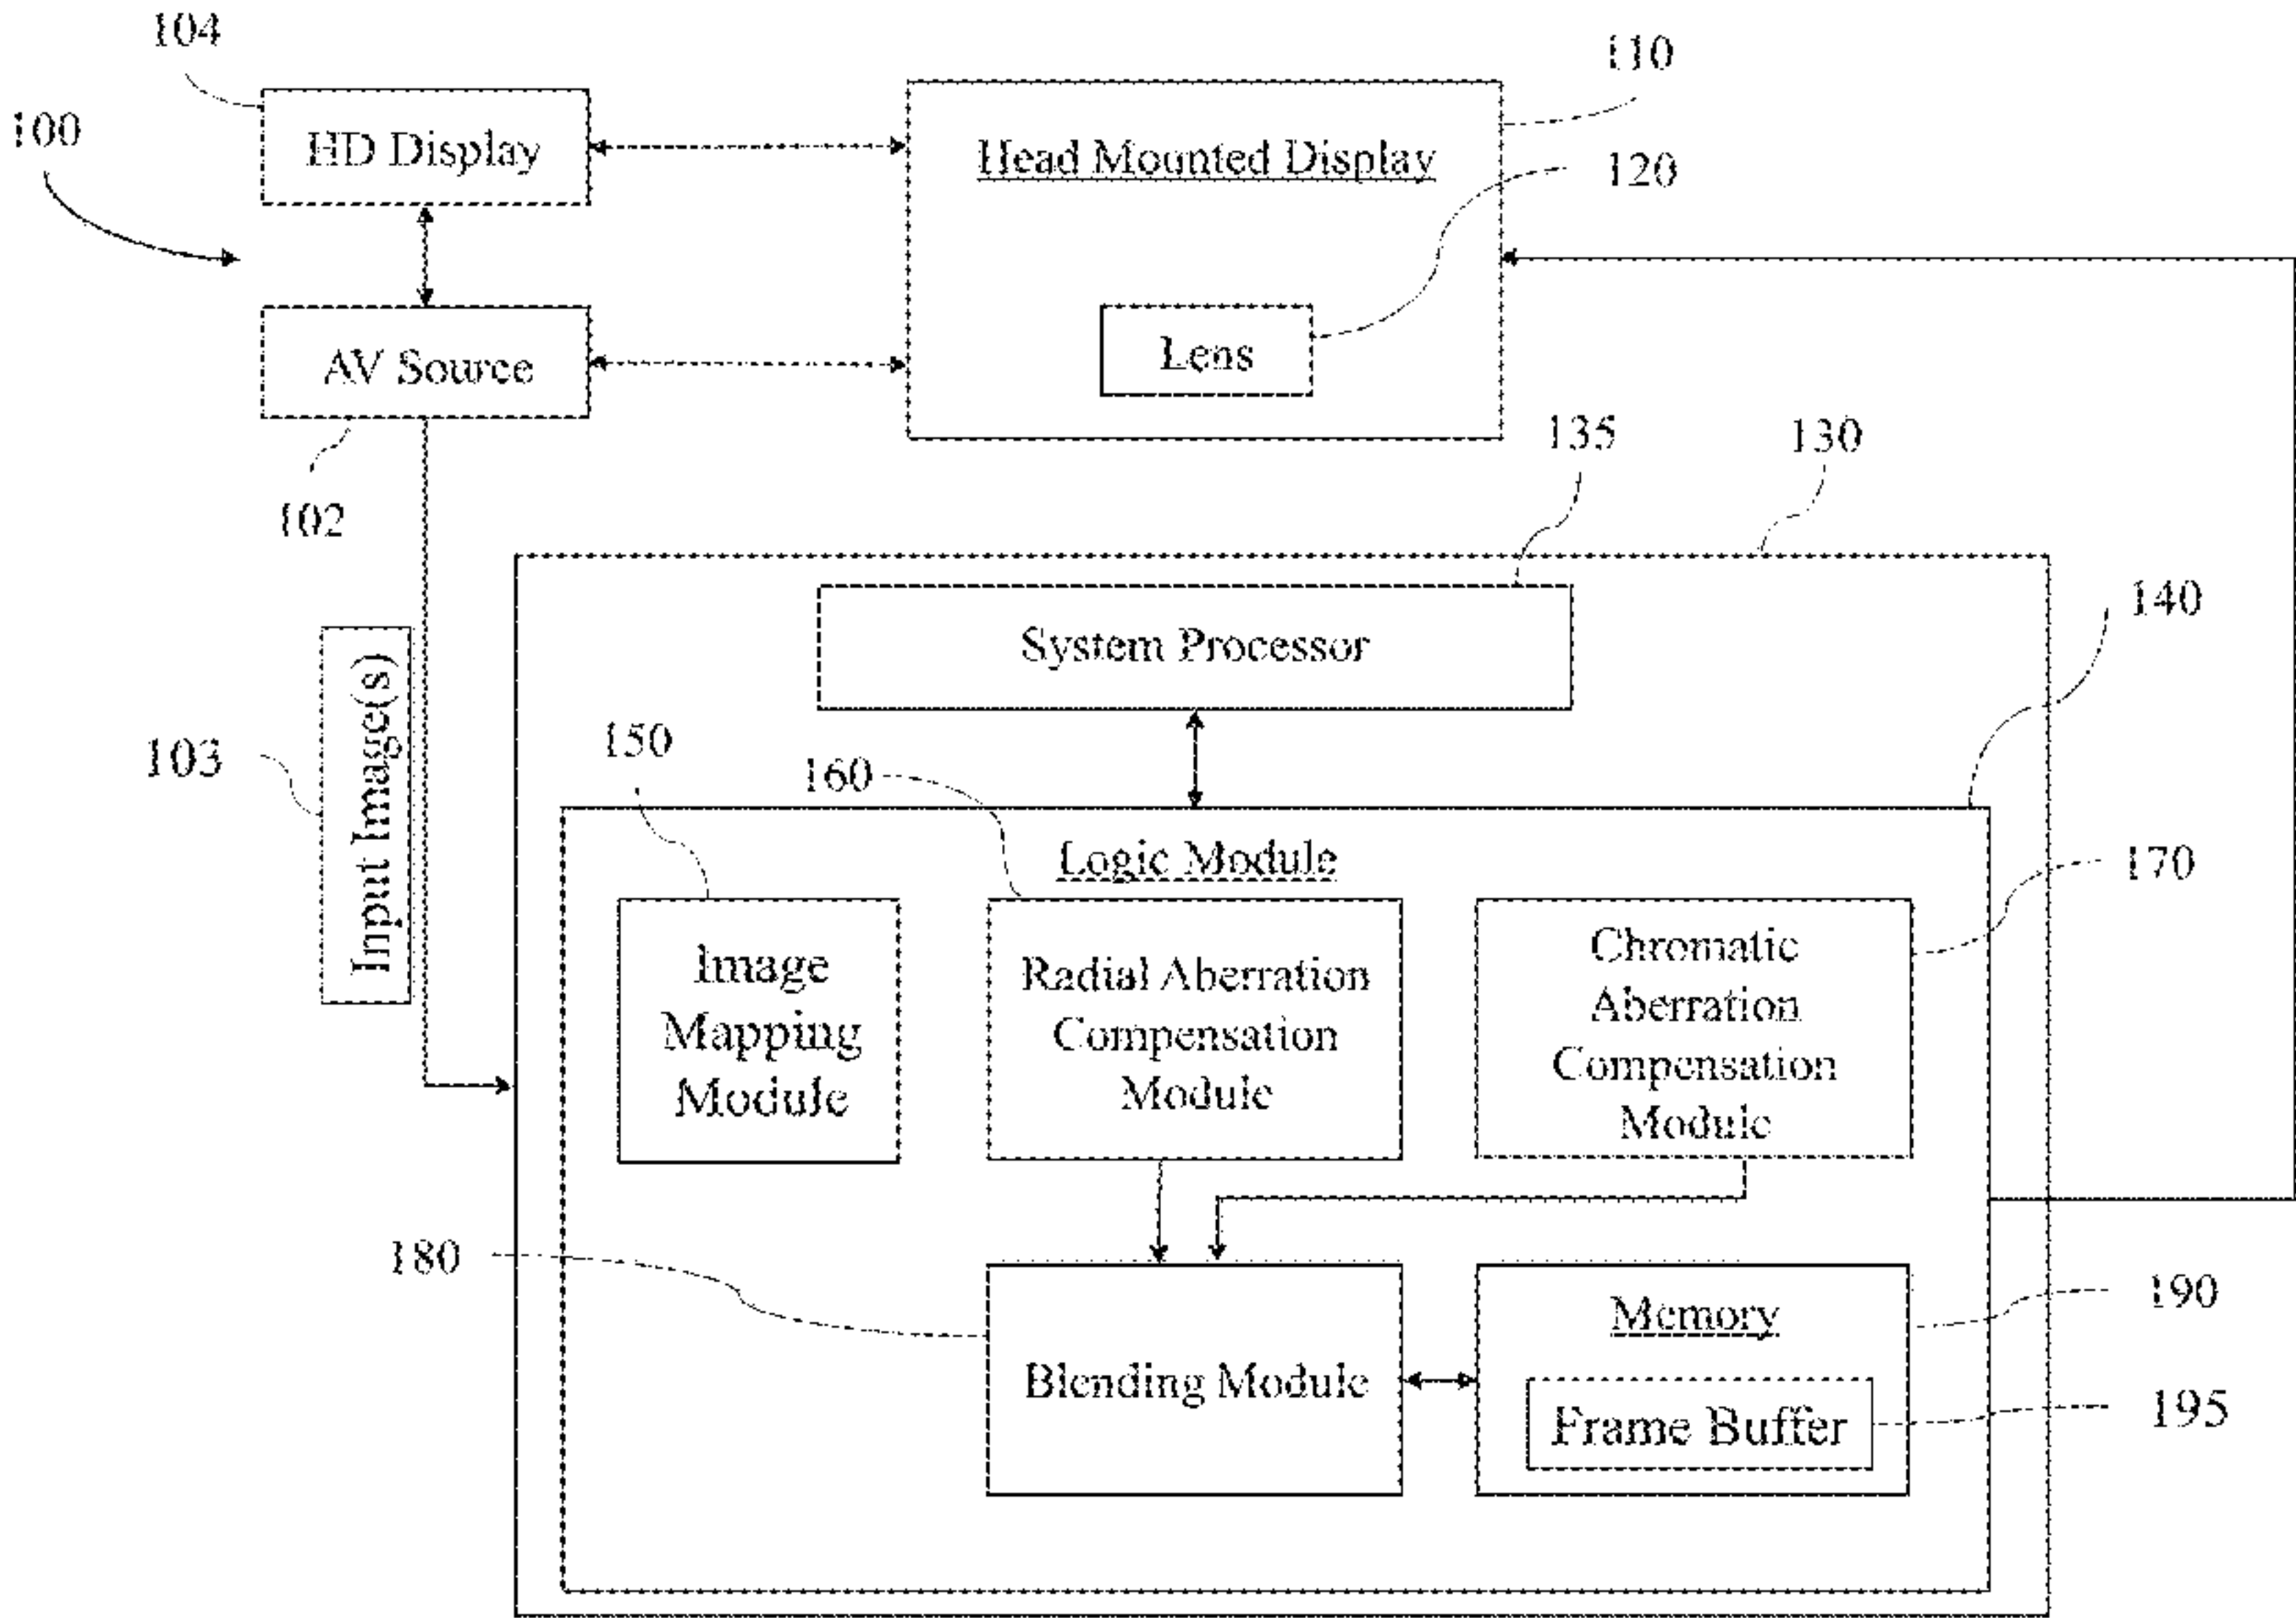 104
110
100
HD Display
Head Mounted Display
120
AV Source
Lens
102
135
130
140
System Processor
103
Input Image(s)
150
160
Logic Module
170
Image
Mapping
Module
Radial Aberration
Compensation
Module
Chromatic
Aberration
Compensation
Module
180
190
Memory
Blending Module
Frame Buffer
195